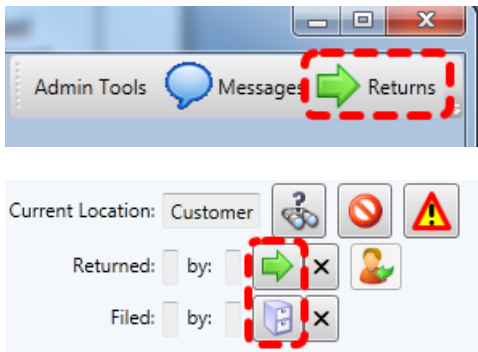 Admin Tools Messages Returns
Current Location: Customer
Returned: by:
Filed: by: